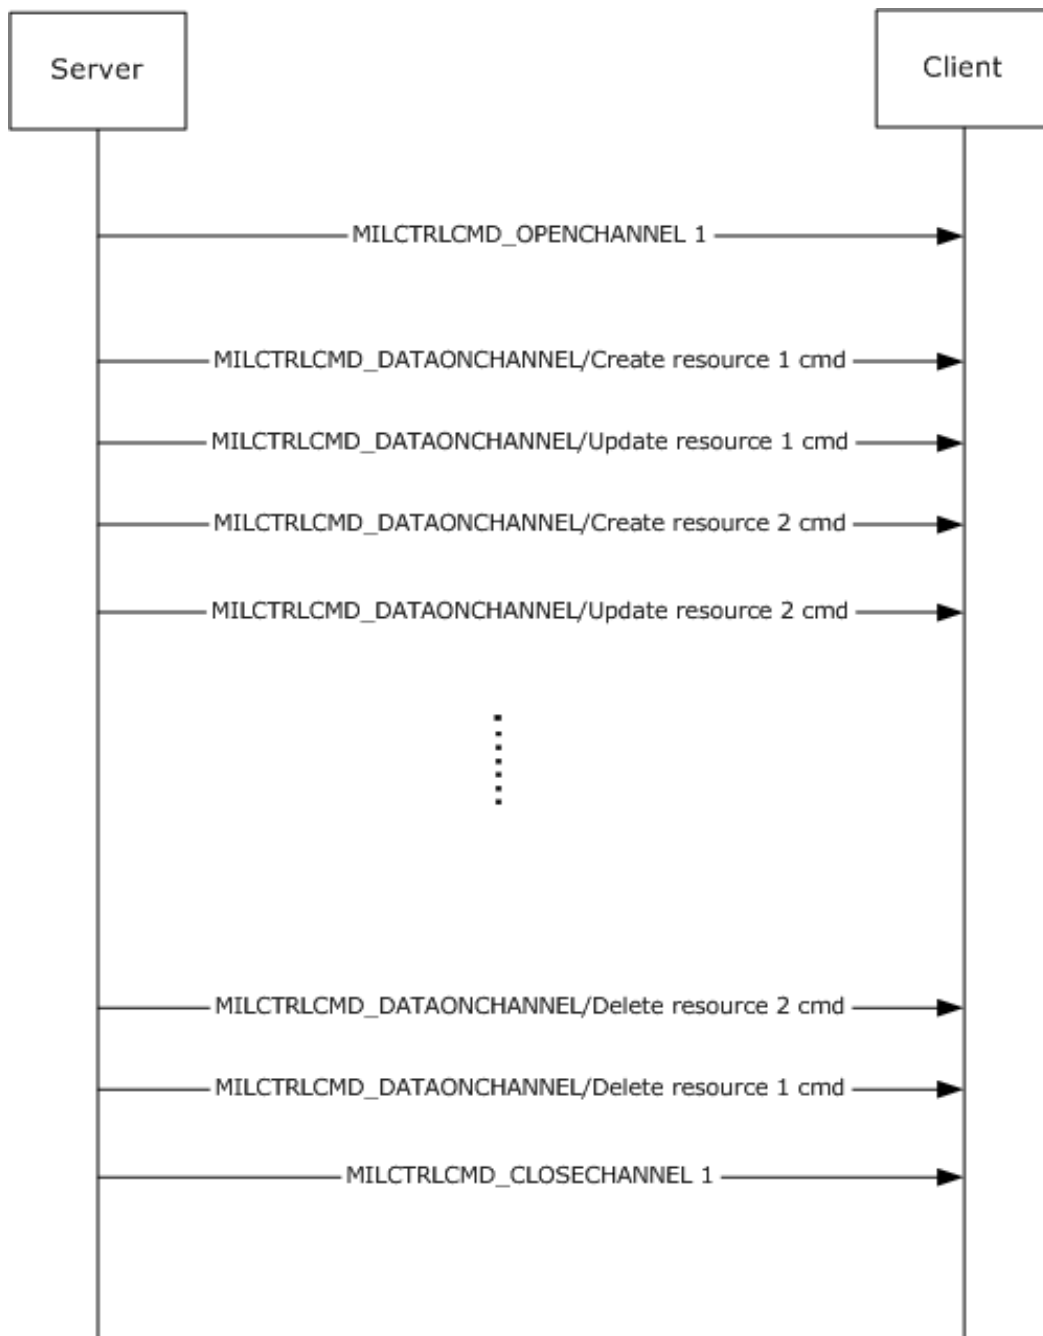 Server
Client
MILCTRLCMD_OPENCHANNEL 1
MILCTRLCMD_DATAONCHANNEL/Create resource 1 cmd
MILCTRLCMD_DATAONCHANNEL/Update resource 1 cmd
MILCTRLCMD_DATAONCHANNEL/Create resource 2 cmd
MILCTRLCMD_DATAONCHANNEL/Update resource 2 cmd
MILCTRLCMD_DATAONCHANNEL/Delete resource 2 cmd
MILCTRLCMD_DATAONCHANNEL/Delete resource 1 cmd
MILCTRLCMD_CLOSECHANNEL 1